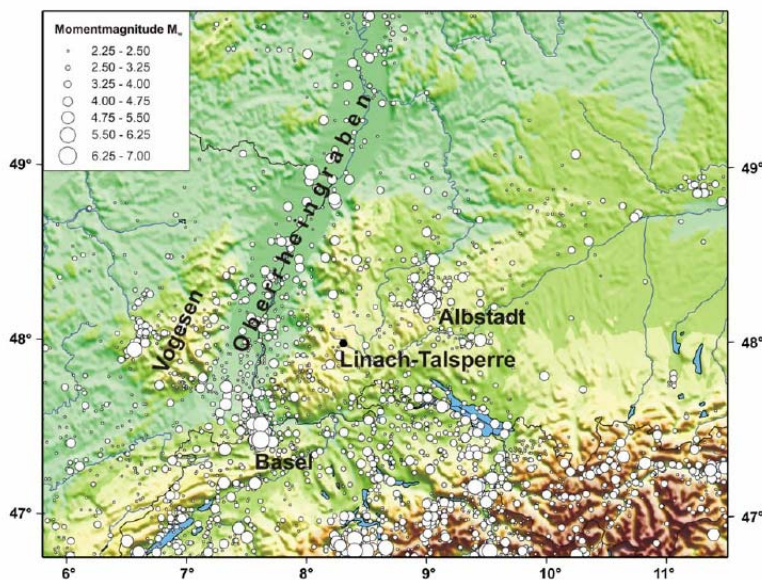 Momentmagnitude Mw
2.25 - 2.50
2.50 - 3.25
3.25 - 4.00
4.00 - 4.75
4.75 - 5.50
5.50 - 6.25
6.25 - 7.00
49°
49°
Oberrheingraben
Vogesen
Albstadt
48°
48°
Linach-Talsperre
Basel
47°
47°
6°
7°
8°
9°
10°
11°